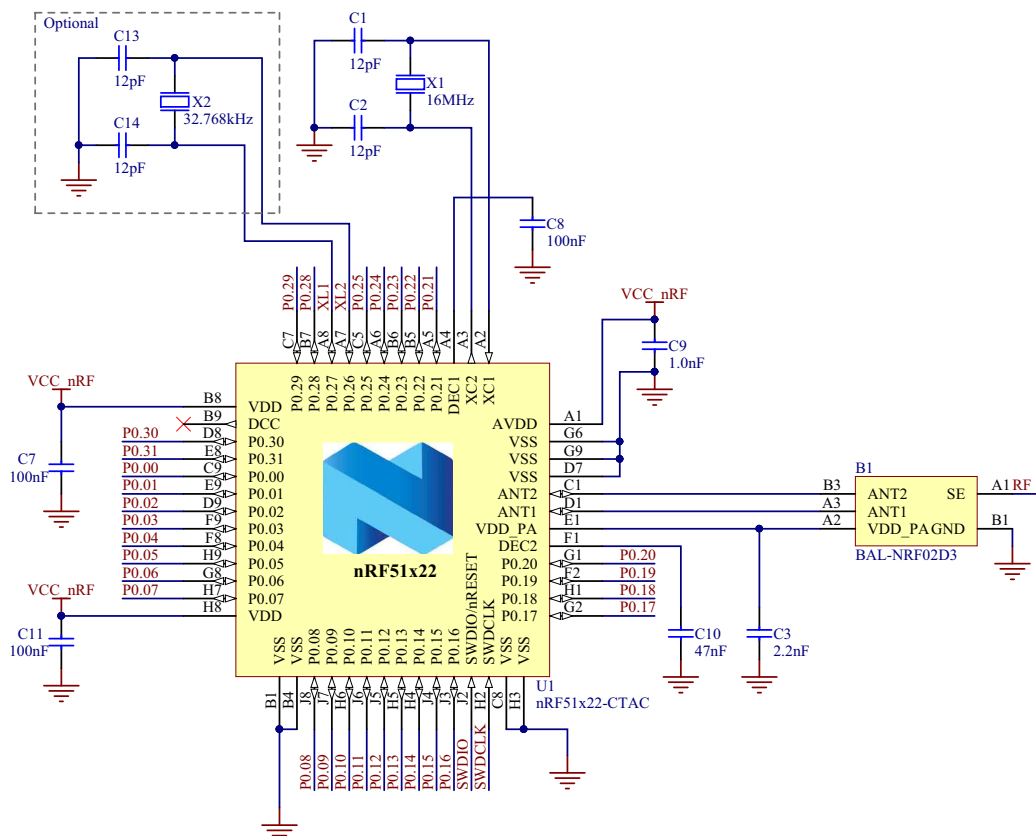 Optional
C13
12pF
X2
32.768kHz
C14
12pF
C1
12pF
X1
16MHz
C2
12pF
C8
100nF
P0.29
P0.28
XL1
XL2
P0.25
P0.24
P0.23
P0.22
P0.21
C7
B7
A8
A7
C5
A6
B6
B5
A5
A4
A3
A2
P0.29
P0.28
P0.27
P0.26
P0.25
P0.24
P0.23
P0.22
P0.21
DEC1
XC2
XC1
VCC_nRF
C9
1.0nF
VCC_nRF
C7
100nF
B8 VDD
B9 DCC
P0.30 D8 P0.30
P0.31 E8 P0.31
P0.00 C9 P0.00
P0.01 E9 P0.01
P0.02 D9 P0.02
P0.03 F9 P0.03
P0.04 F8 P0.04
P0.05 H9 P0.05
P0.06 G8 P0.06
P0.07 H7 P0.07
H8 VDD
VCC_nRF
C11
100nF
nRF51x22
AVDD A1
VSS G6
VSS G9
VSS D7
ANT2 C1
ANT1 D1
VDD_PA E1
DEC2 F1
P0.20 G1 P0.20
P0.19 F2 P0.19
P0.18 H1 P0.18
P0.17 G2 P0.17
B1
B3 ANT2 SE A1 RF
A3 ANT1
A2 VDD_PA GND B1
BAL-NRF02D3
C10
47nF
C3
2.2nF
VSS
VSS
P0.08
P0.09
P0.10
P0.11
P0.12
P0.13
P0.14
P0.15
P0.16
SWDIO/nRESET
SWDCLK
VSS
VSS
U1
nRF51x22-CTAC
B1
B4
J8
J9
H6
J6
J5
H5
H4
J4
J3
J2
H2
C8
H3
P0.08
P0.09
P0.10
P0.11
P0.12
P0.13
P0.14
P0.15
P0.16
SWDIO
SWDCLK